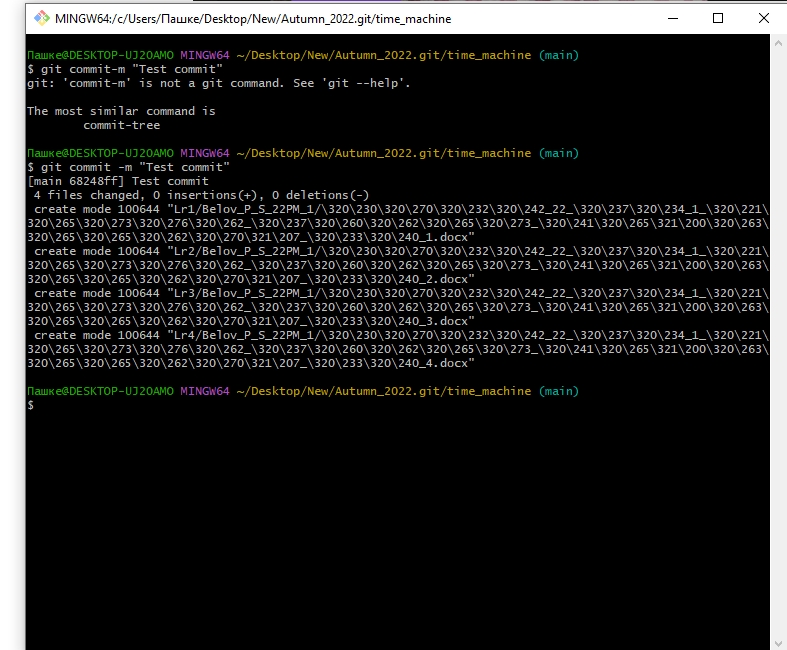 MINGW64:/c/Users/Пашке/Desktop/New/Autumn_2022.git/time_machine
Пашке@DESKTOP-UJ2OAMO MINGW64 ~/Desktop/New/Autumn_2022.git/time_machine (main)
$ git commit-m "Test commit"
git: 'commit-m' is not a git command. See 'git --help'.
The most similar command is
commit-tree
Пашке@DESKTOP-UJ2OAMO MINGW64 ~/Desktop/New/Autumn_2022.git/time_machine (main)
$ git commit -m "Test commit"
[main 68248ff] Test commit
4 files changed, 0 insertions(+), 0 deletions(-)
create mode 100644 "Lr1/Belov_P_S_22PM_1/\320\230\320\270\320\232\320\242_22_\320\237\320\234_1_\320\221\
320\265\320\273\320\276\320\262_\320\237\320\260\320\262\320\265\320\273_\320\241\320\265\321\200\320\263\
320\265\320\265\320\262\320\270\321\207_\320\233\320\240_1.docx"
create mode 100644 "Lr2/Belov_P_S_22PM_1/\320\230\320\270\320\232\320\242_22_\320\237\320\234_1_\320\221\
320\265\320\273\320\276\320\262_\320\237\320\260\320\262\320\265\320\273_\320\241\320\265\321\200\320\263\
320\265\320\265\320\262\320\270\321\207_\320\233\320\240_2.docx"
create mode 100644 "Lr3/Belov_P_S_22PM_1/\320\230\320\270\320\232\320\242_22_\320\237\320\234_1_\320\221\
320\265\320\273\320\276\320\262_\320\237\320\260\320\262\320\265\320\273_\320\241\320\265\321\200\320\263\
320\265\320\265\320\262\320\270\321\207_\320\233\320\240_3.docx"
create mode 100644 "Lr4/Belov_P_S_22PM_1/\320\230\320\270\320\232\320\242_22_\320\237\320\234_1_\320\221\
320\265\320\273\320\276\320\262_\320\237\320\260\320\262\320\265\320\273_\320\241\320\265\321\200\320\263\
320\265\320\265\320\262\320\270\321\207_\320\233\320\240_4.docx"
Пашке@DESKTOP-UJ2OAMO MINGW64 ~/Desktop/New/Autumn_2022.git/time_machine (main)
$